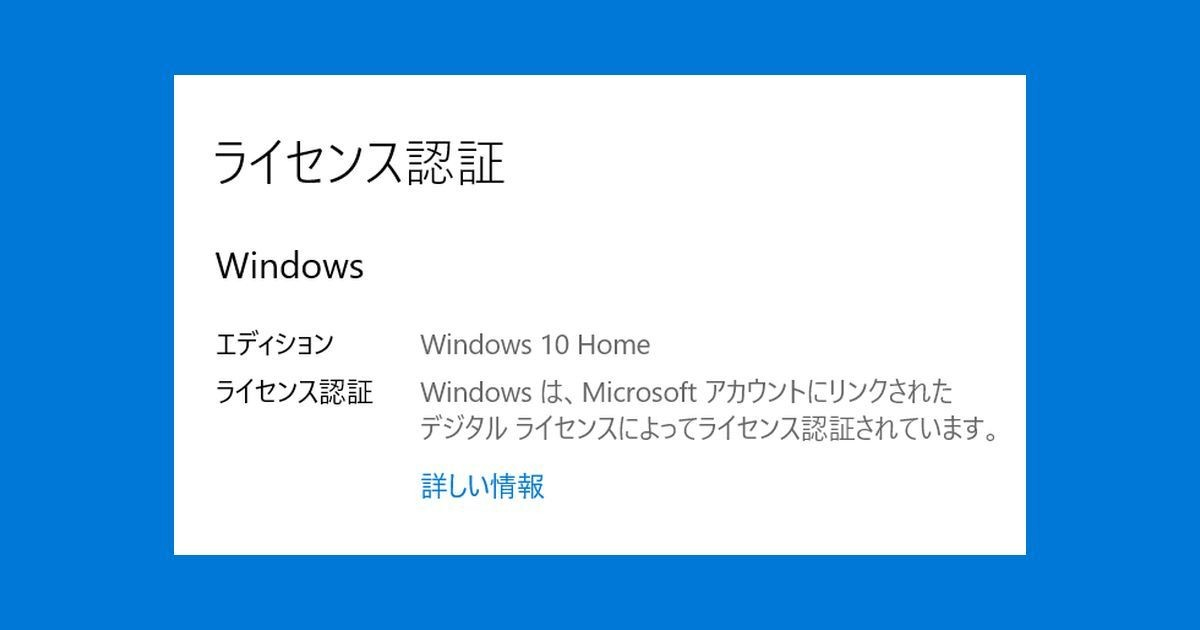 ライセンス認証
Windows
エディション Windows 10 Home
ライセンス認証 Windows は、Microsoft アカウントにリンクされた
デジタル ライセンスによってライセンス認証されています。
詳しい情報